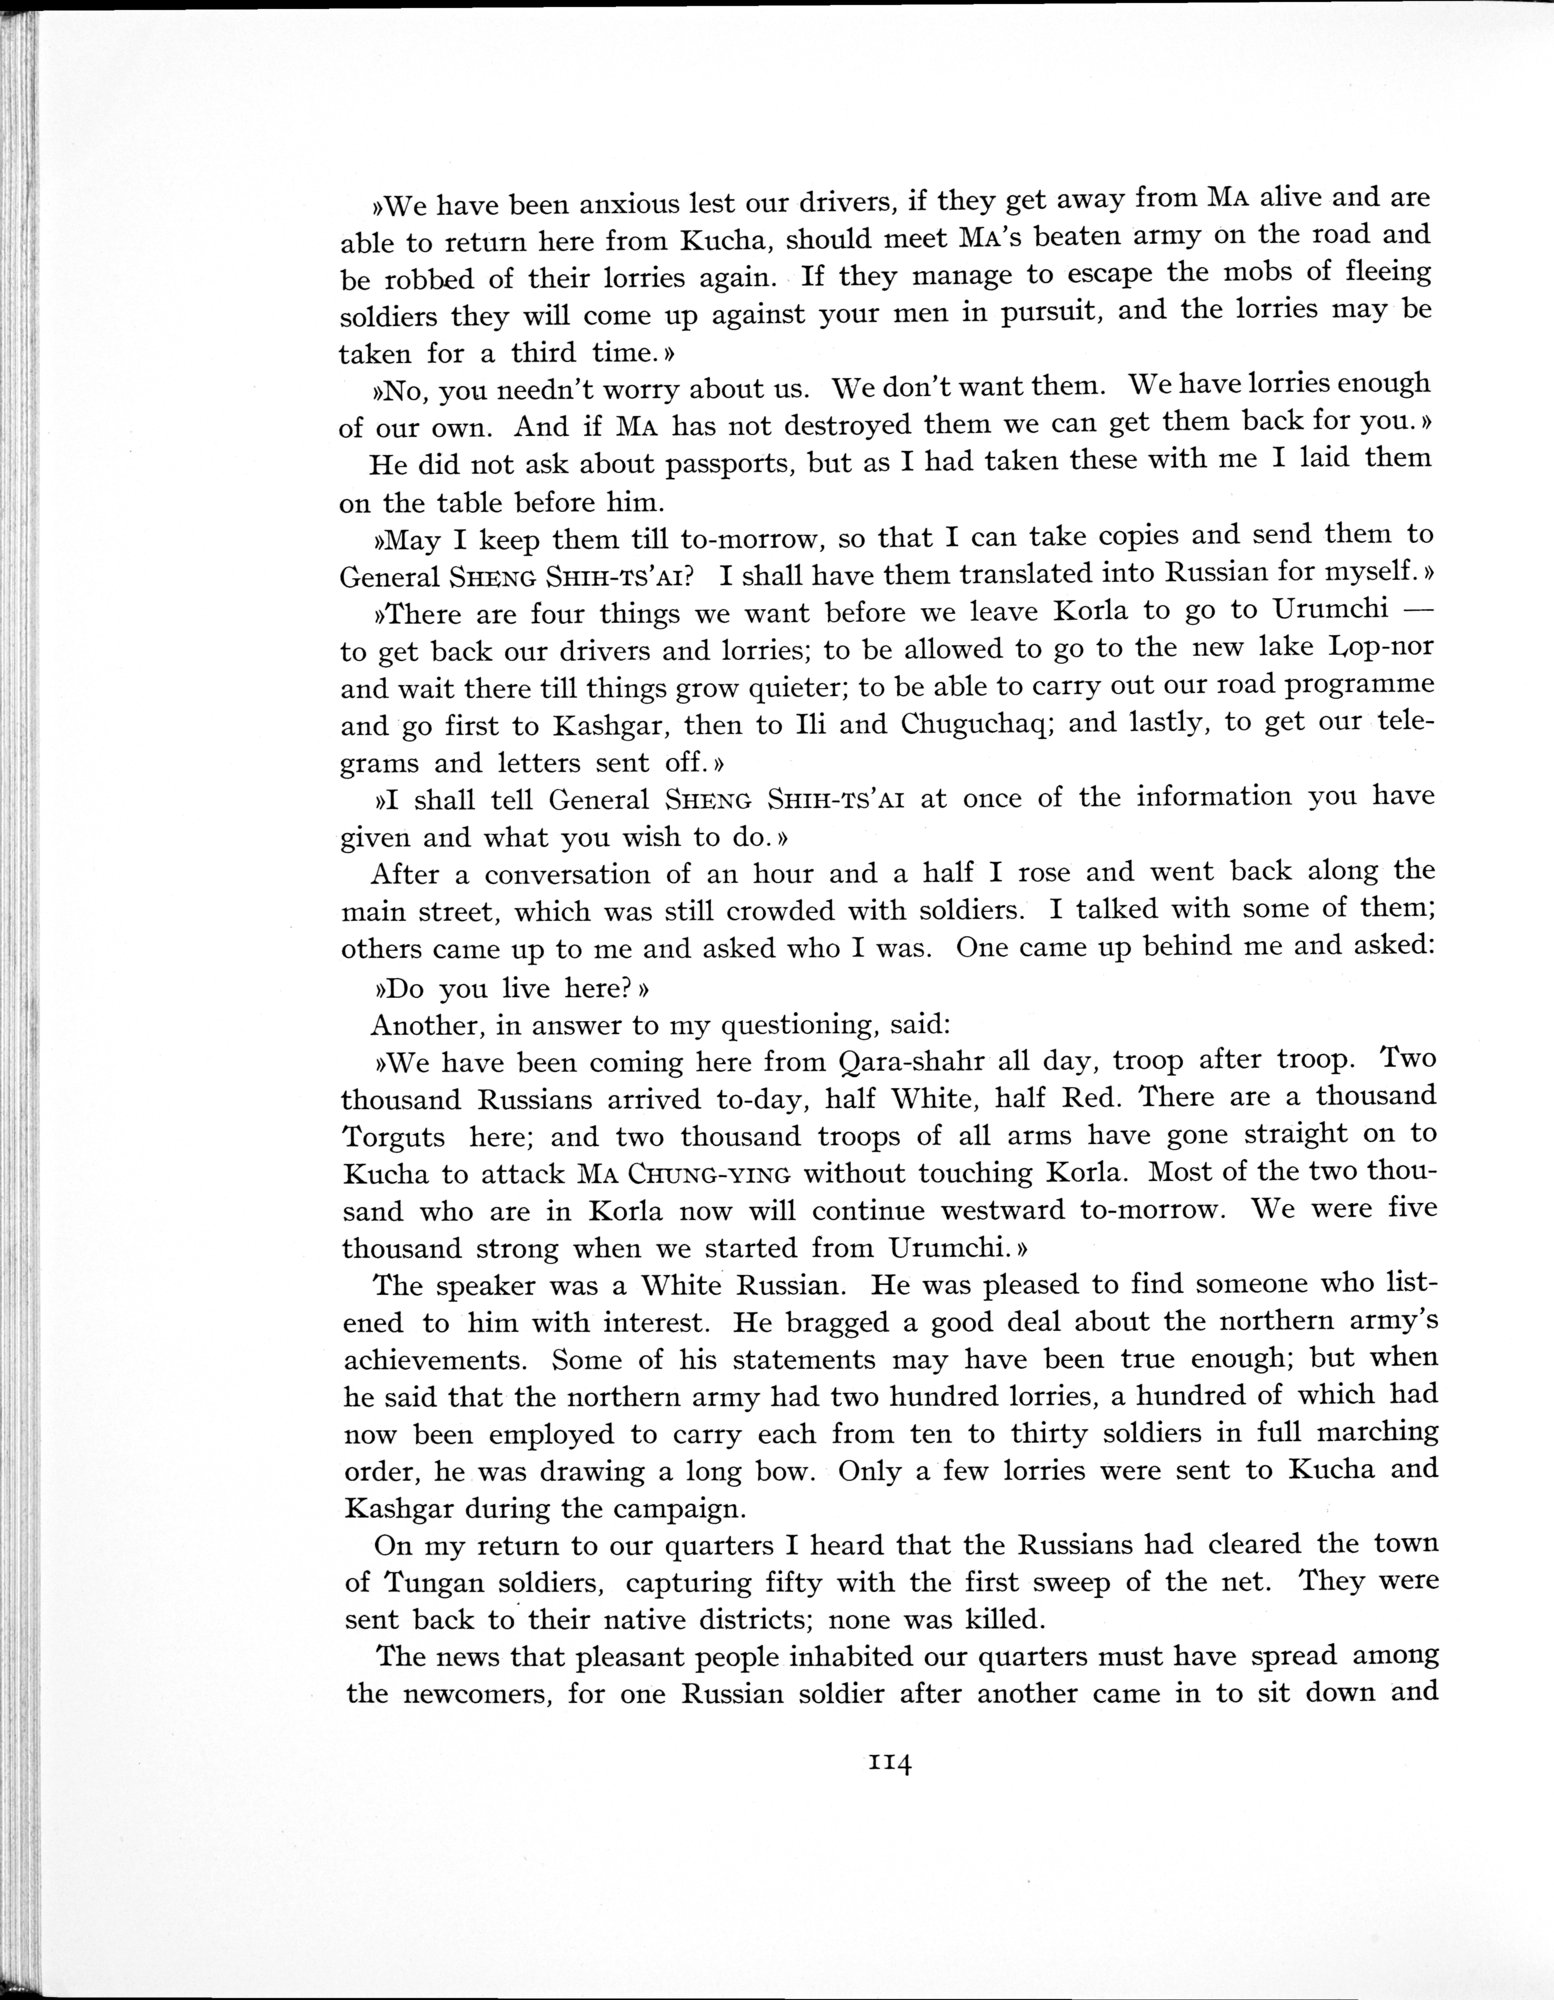 »We have been anxious lest our drivers, if they get away from MA alive and are
able to return here from Kucha, should meet MA's beaten army on the road and
be robbed of their lorries again. If they manage to escape the mobs of fleeing
soldiers they will come up against your men in pursuit, and the lorries may be
taken for a third time.»
»No, you needn't worry about us. We don't want them. We have lorries enough
of our own. And if MA has not destroyed them we can get them back for you.»
He did not ask about passports, but as I had taken these with me I laid them
on the table before him.
»May I keep them till to-morrow, so that I can take copies and send them to
General SHENG SHIH-TS'AI? I shall have them translated into Russian for myself.»
»There are four things we want before we leave Korla to go to Urumchi —
to get back our drivers and lorries; to be allowed to go to the new lake Lop-nor
and wait there till things grow quieter; to be able to carry out our road programme
and go first to Kashgar, then to Ili and Chuguchaq; and lastly, to get our tele-
grams and letters sent off.»
»I shall tell General SHENG SHIH-TS'AI at once of the information you have
given and what you wish to do.»
After a conversation of an hour and a half I rose and went back along the
main street, which was still crowded with soldiers. I talked with some of them;
others came up to me and asked who I was. One came up behind me and asked:
»Do you live here?»
Another, in answer to my questioning, said:
»We have been coming here from Qara-shahr all day, troop after troop. Two
thousand Russians arrived to-day, half White, half Red. There are a thousand
Torguts here; and two thousand troops of all arms have gone straight on to
Kucha to attack MA CHUNG-YING without touching Korla. Most of the two thou-
sand who are in Korla now will continue westward to-morrow. We were five
thousand strong when we started from Urumchi.»
The speaker was a White Russian. He was pleased to find someone who list-
ened to him with interest. He bragged a good deal about the northern army's
achievements. Some of his statements may have been true enough; but when
he said that the northern army had two hundred lorries, a hundred of which had
now been employed to carry each from ten to thirty soldiers in full marching
order, he was drawing a long bow. Only a few lorries were sent to Kucha and
Kashgar during the campaign.
On my return to our quarters I heard that the Russians had cleared the town
of Tungan soldiers, capturing fifty with the first sweep of the net. They were
sent back to their native districts; none was killed.
The news that pleasant people inhabited our quarters must have spread among
the newcomers, for one Russian soldier after another came in to sit down and
114